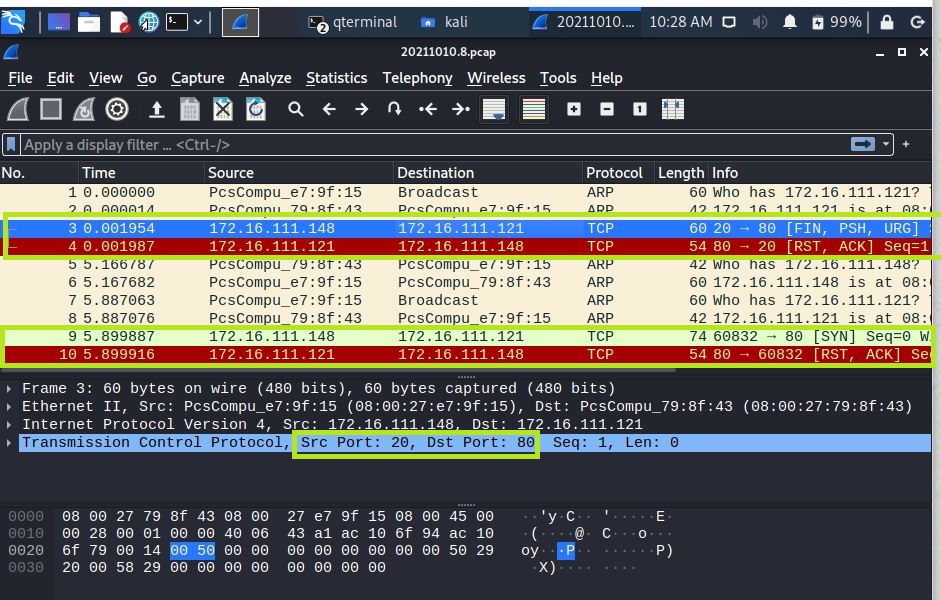 qterminal kali 20211010.... 10:28 AM 99%
20211010.8.pcap
File Edit View Go Capture Analyze Statistics Telephony Wireless Tools Help
Apply a display filter ... <Ctrl-/>
No. Time Source Destination Protocol Length Info
1 0.000000 PcsCompu_e7:9f:15 Broadcast ARP 60 Who has 172.16.111.121?
2 0.000014 PcsCompu_79:8f:43 PcsCompu_e7:9f:15 ARP 42 172.16.111.121 is at 08:
3 0.001954 172.16.111.148 172.16.111.121 TCP 60 20 → 80 [FIN, PSH, URG]
4 0.001987 172.16.111.121 172.16.111.148 TCP 54 80 → 20 [RST, ACK] Seq=1
5 5.166787 PcsCompu_79:8f:43 PcsCompu_e7:9f:15 ARP 42 Who has 172.16.111.148?
6 5.167682 PcsCompu_e7:9f:15 PcsCompu_79:8f:43 ARP 60 172.16.111.148 is at 08:
7 5.887063 PcsCompu_e7:9f:15 Broadcast ARP 60 Who has 172.16.111.121?
8 5.887076 PcsCompu_79:8f:43 PcsCompu_e7:9f:15 ARP 42 172.16.111.121 is at 08:
9 5.899887 172.16.111.148 172.16.111.121 TCP 74 60832 → 80 [SYN] Seq=0 W
10 5.899916 172.16.111.121 172.16.111.148 TCP 54 80 → 60832 [RST, ACK] Se
Frame 3: 60 bytes on wire (480 bits), 60 bytes captured (480 bits)
Ethernet II, Src: PcsCompu_e7:9f:15 (08:00:27:e7:9f:15), Dst: PcsCompu_79:8f:43 (08:00:27:79:8f:43)
Internet Protocol Version 4, Src: 172.16.111.148, Dst: 172.16.111.121
Transmission Control Protocol, Src Port: 20, Dst Port: 80 Seq: 1, Len: 0
0000 08 00 27 79 8f 43 08 00 27 e7 9f 15 08 00 45 00 ··'y·C·· '·····E·
0010 00 28 00 01 00 00 40 06 43 a1 ac 10 6f 94 ac 10 ·(····@· C···o···
0020 6f 79 00 14 00 50 00 00 00 00 00 00 00 00 50 29 oy···P·· ······P)
0030 20 00 58 29 00 00 00 00 00 00 00 00 ·X)···· ····